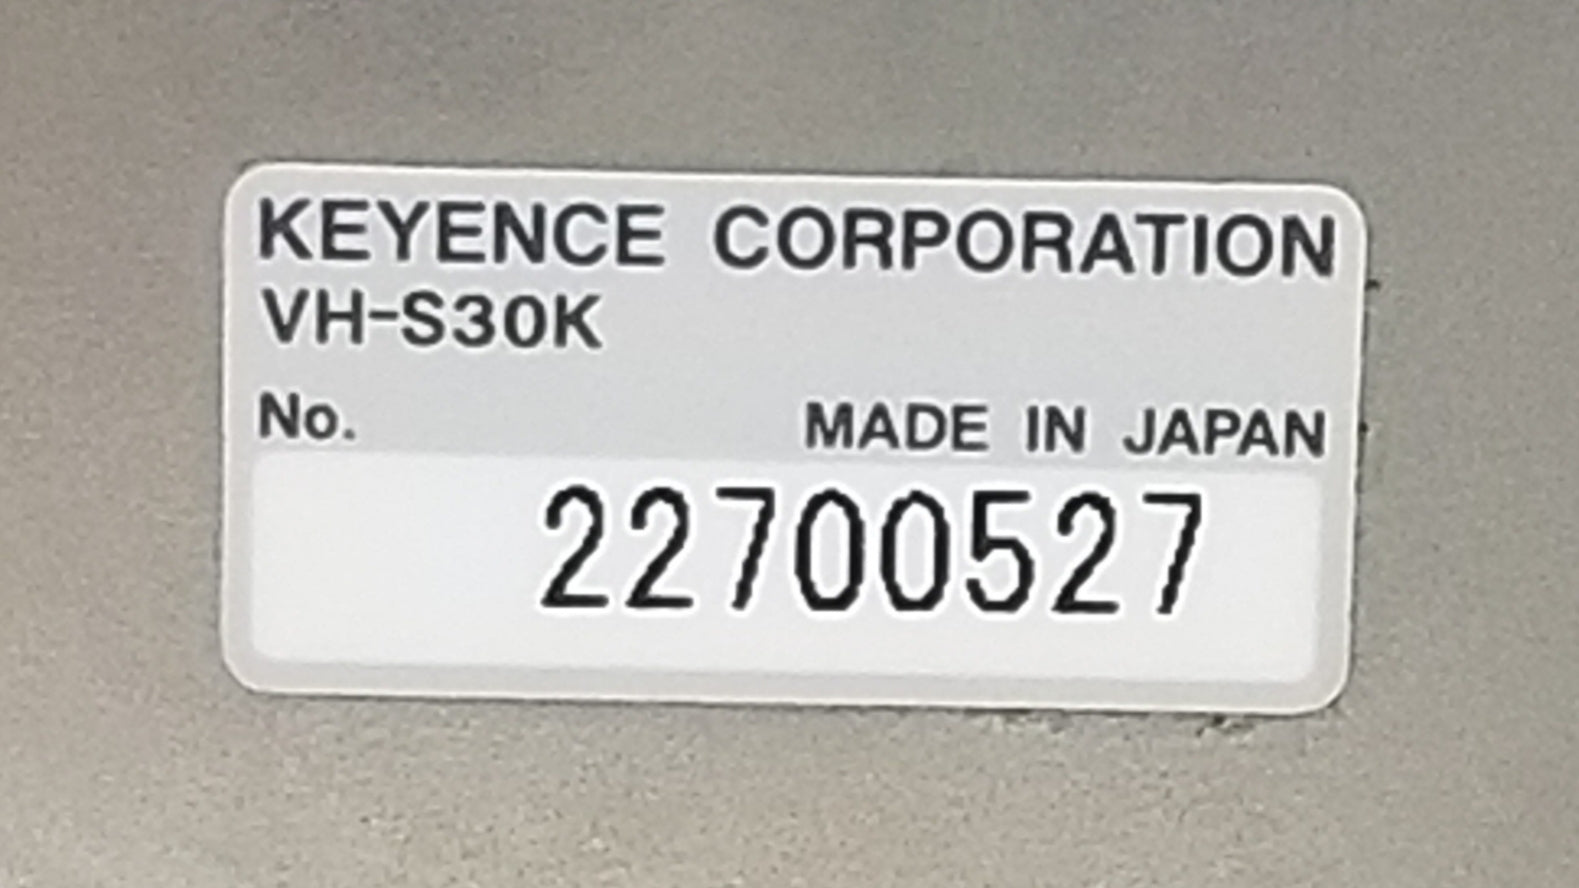 KEYENCE CORPORATION
VH-S30K
No. MADE IN JAPAN
22700527